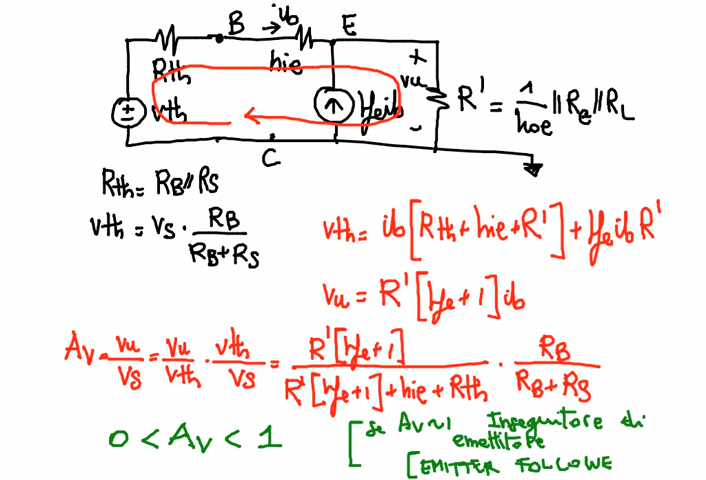 B → ib E
Rth hie
+ vu -
± vth hfe ib R' = 1/hoe // Re // RL
C
Rth = RB // RS
vth = vS · RB/(RB+RS)
vth = ib [Rth + hie + R'] + hfe ib R'
vu = R' [hfe + 1] ib
Av = vu/vS = vu/vth · vth/vS = R'[hfe+1]/(R'[hfe+1] + hie + Rth) · RB/(RB+RS)
0 < Av < 1
[se Av ~ 1 Inseguitore di
emettitore
[EMITTER FOLLOWE